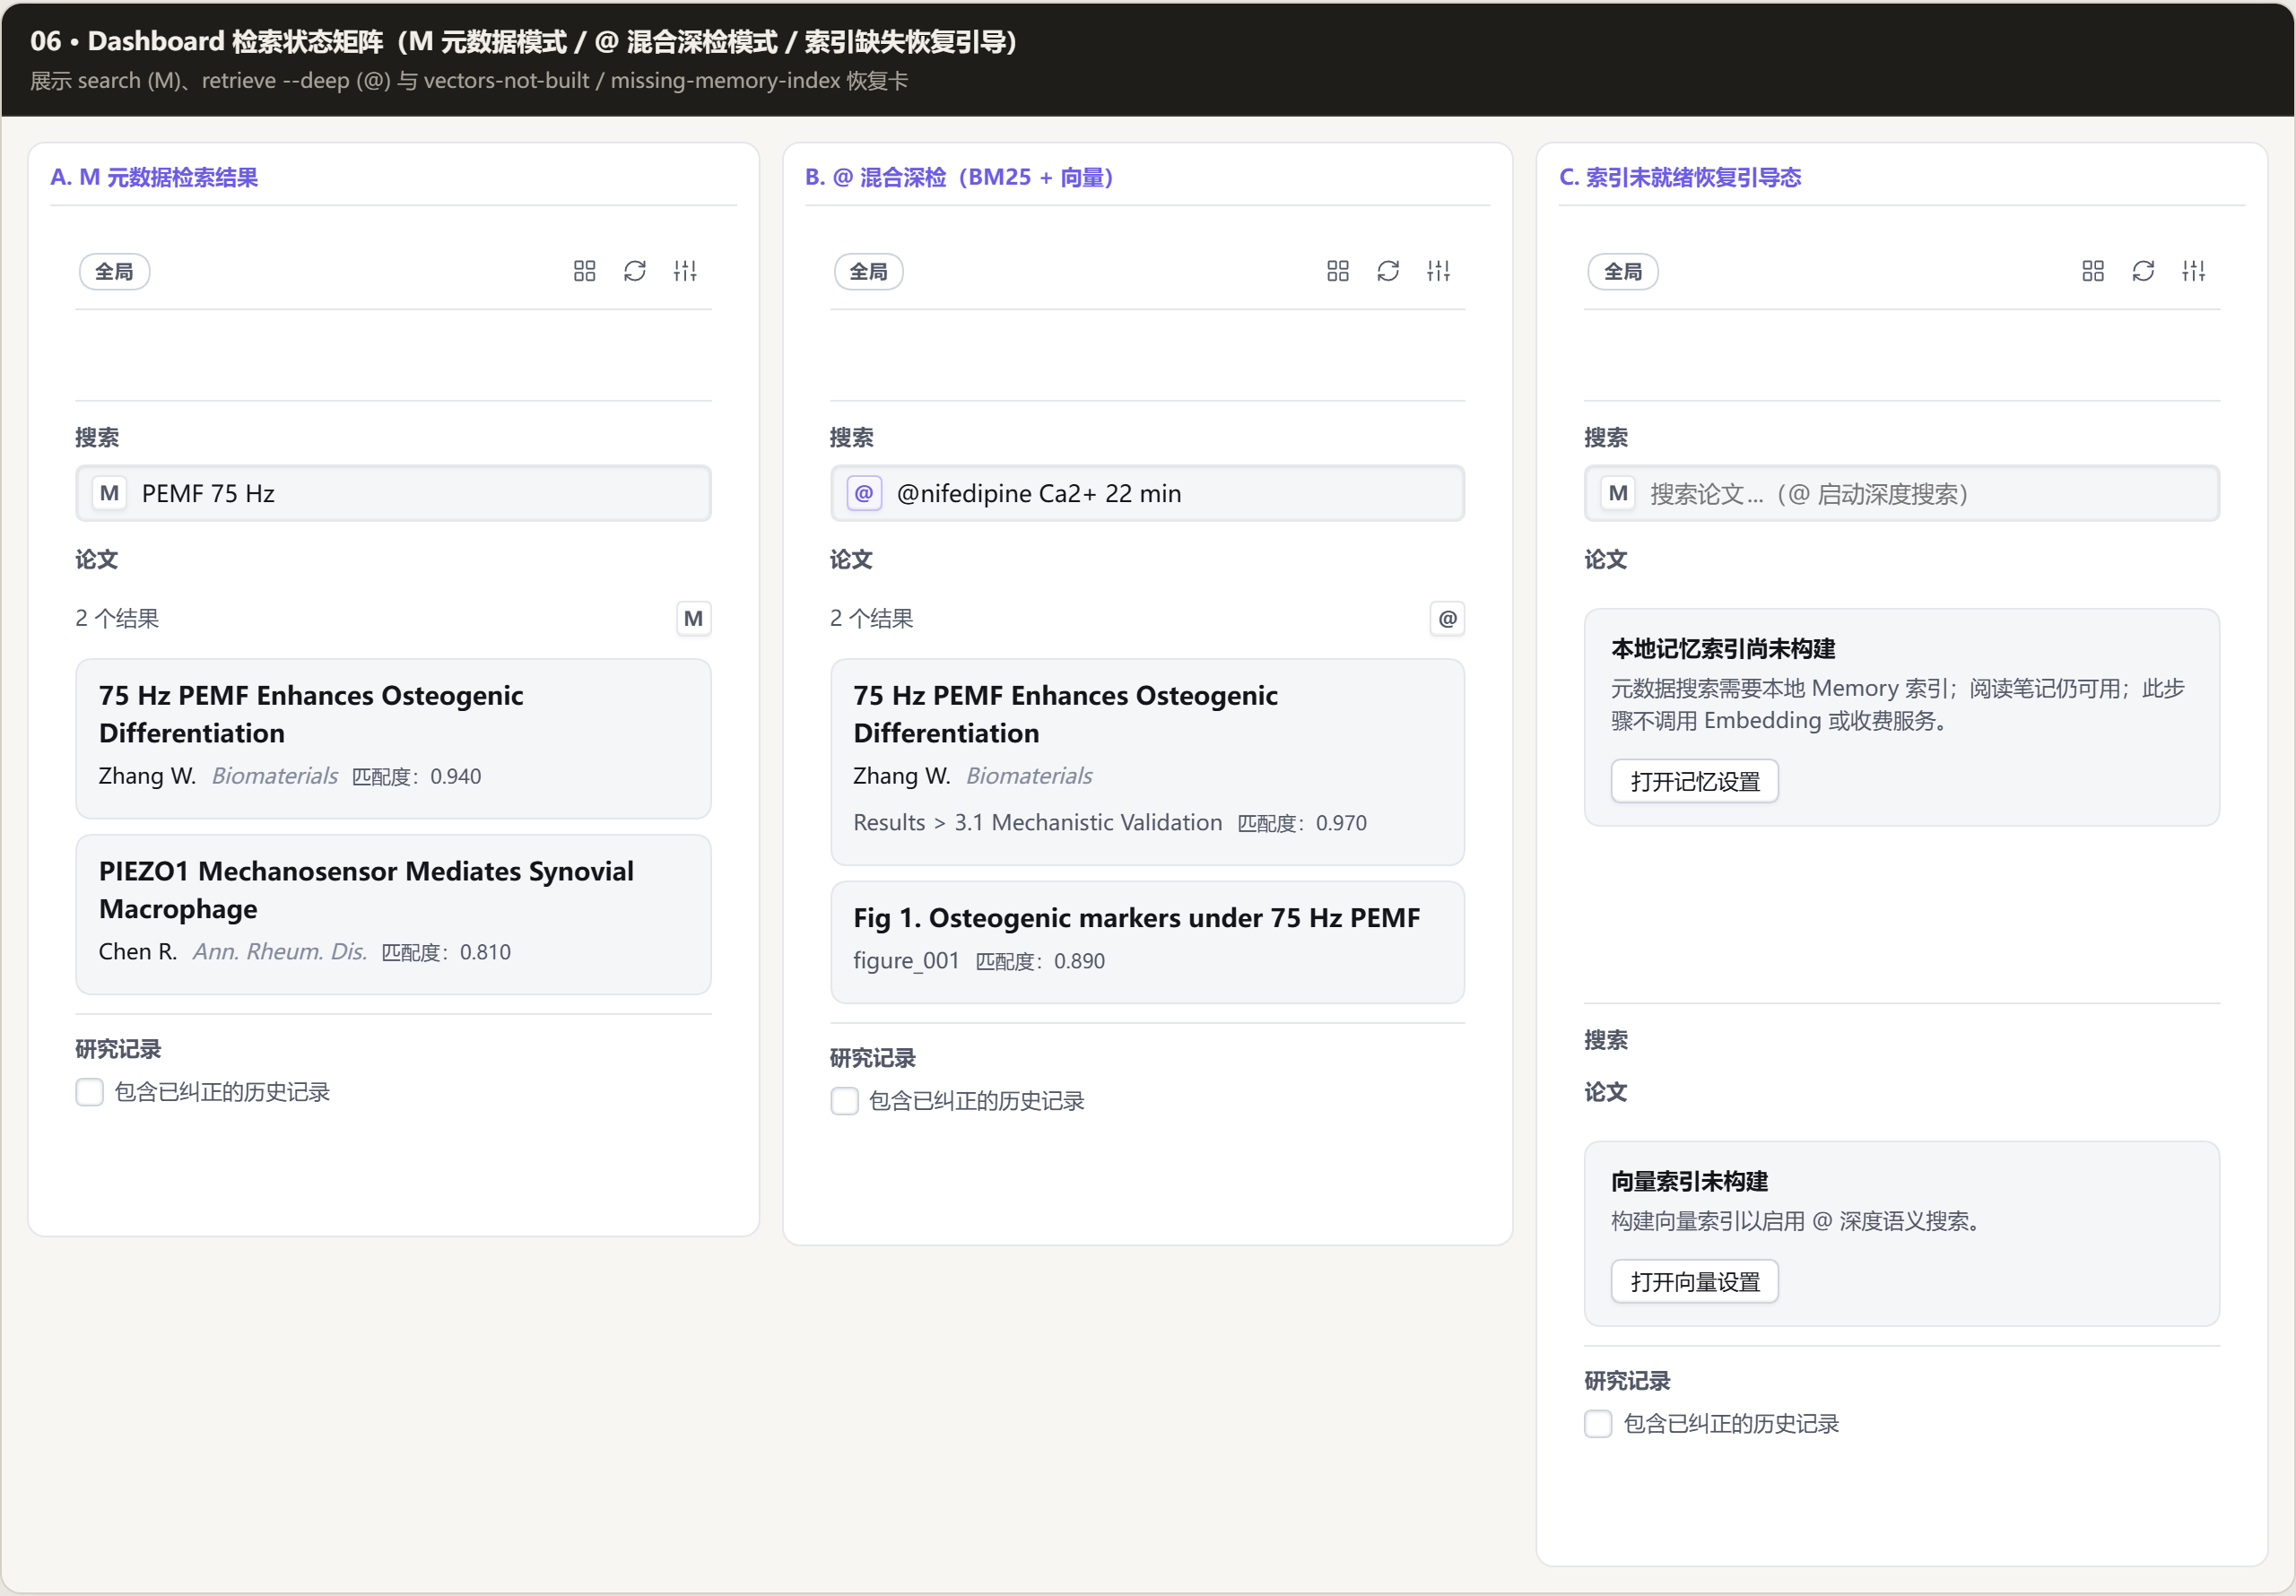 06 • Dashboard 检索状态矩阵（M 元数据模式 / @ 混合深检模式 / 索引缺失恢复引导）
展示 search (M)、retrieve --deep (@) 与 vectors-not-built / missing-memory-index 恢复卡
A. M 元数据检索结果
全局
搜索
M PEMF 75 Hz
论文
2 个结果 M
75 Hz PEMF Enhances Osteogenic
Differentiation
Zhang W. Biomaterials 匹配度：0.940
PIEZO1 Mechanosensor Mediates Synovial
Macrophage
Chen R. Ann. Rheum. Dis. 匹配度：0.810
研究记录
包含已纠正的历史记录
B. @ 混合深检（BM25 + 向量）
全局
搜索
@ @nifedipine Ca2+ 22 min
论文
2 个结果 @
75 Hz PEMF Enhances Osteogenic
Differentiation
Zhang W. Biomaterials
Results > 3.1 Mechanistic Validation 匹配度：0.970
Fig 1. Osteogenic markers under 75 Hz PEMF
figure_001 匹配度：0.890
研究记录
包含已纠正的历史记录
C. 索引未就绪恢复引导态
全局
搜索
M 搜索论文...（@ 启动深度搜索）
论文
本地记忆索引尚未构建
元数据搜索需要本地 Memory 索引；阅读笔记仍可用；此步
骤不调用 Embedding 或收费服务。
打开记忆设置
搜索
论文
向量索引未构建
构建向量索引以启用 @ 深度语义搜索。
打开向量设置
研究记录
包含已纠正的历史记录